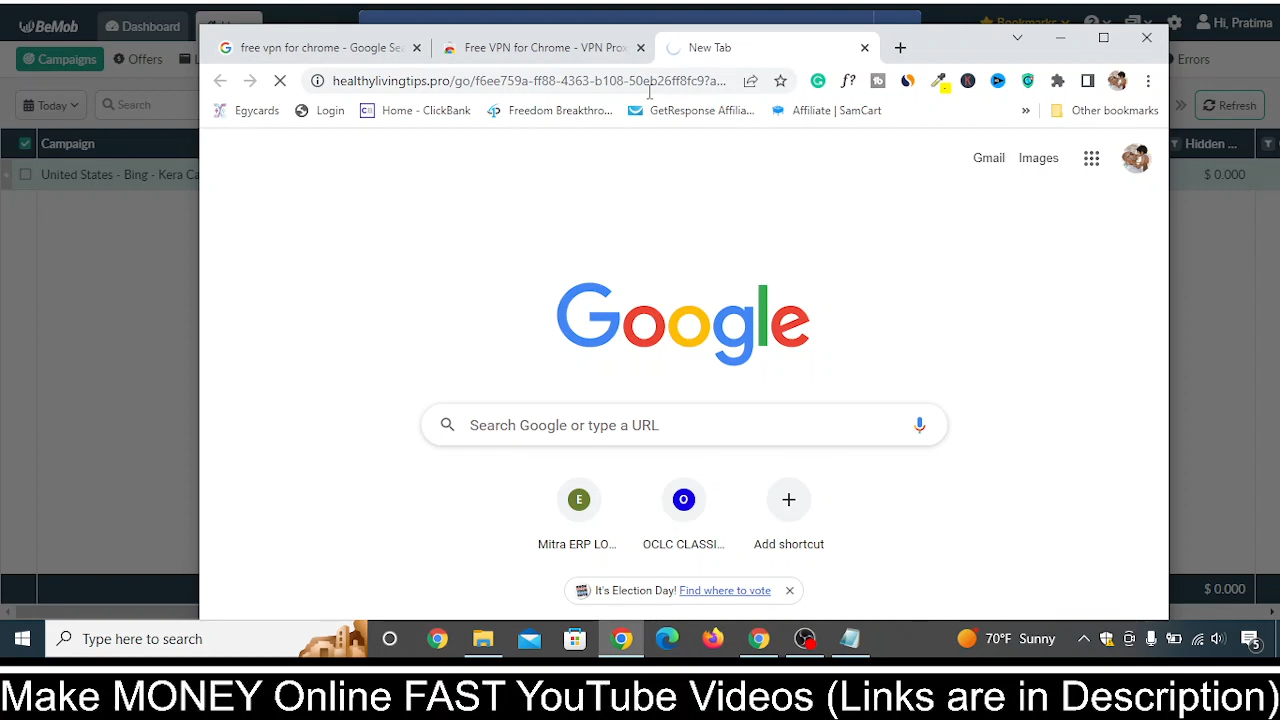 BeMob
Dashboard
Bookmarks
Hi, Pratima
free vpn for chrome - Google Se
Free VPN for Chrome - VPN Prox
New Tab
Campaigns
Offers
Errors
healthylivingtips.pro/go/f6ee759a-ff88-4363-b108-50eb26ff8fc9?a...
Today
Search
Refresh
Egycards
Login
Home - ClickBank
Freedom Breakthro...
GetResponse Affilia...
Affiliate | SamCart
»
Other bookmarks
Campaign
Hidden ...
Gmail
Images
United States - Bing - Kera Ca
$ 0.000
Google
Search Google or type a URL
E
O
Mitra ERP LO...
OCLC CLASSI...
Add shortcut
It's Election Day! Find where to vote
$ 0.000
Type here to search
70°F Sunny
5
Make MONEY Online FAST YouTube Videos (Links are in Description)